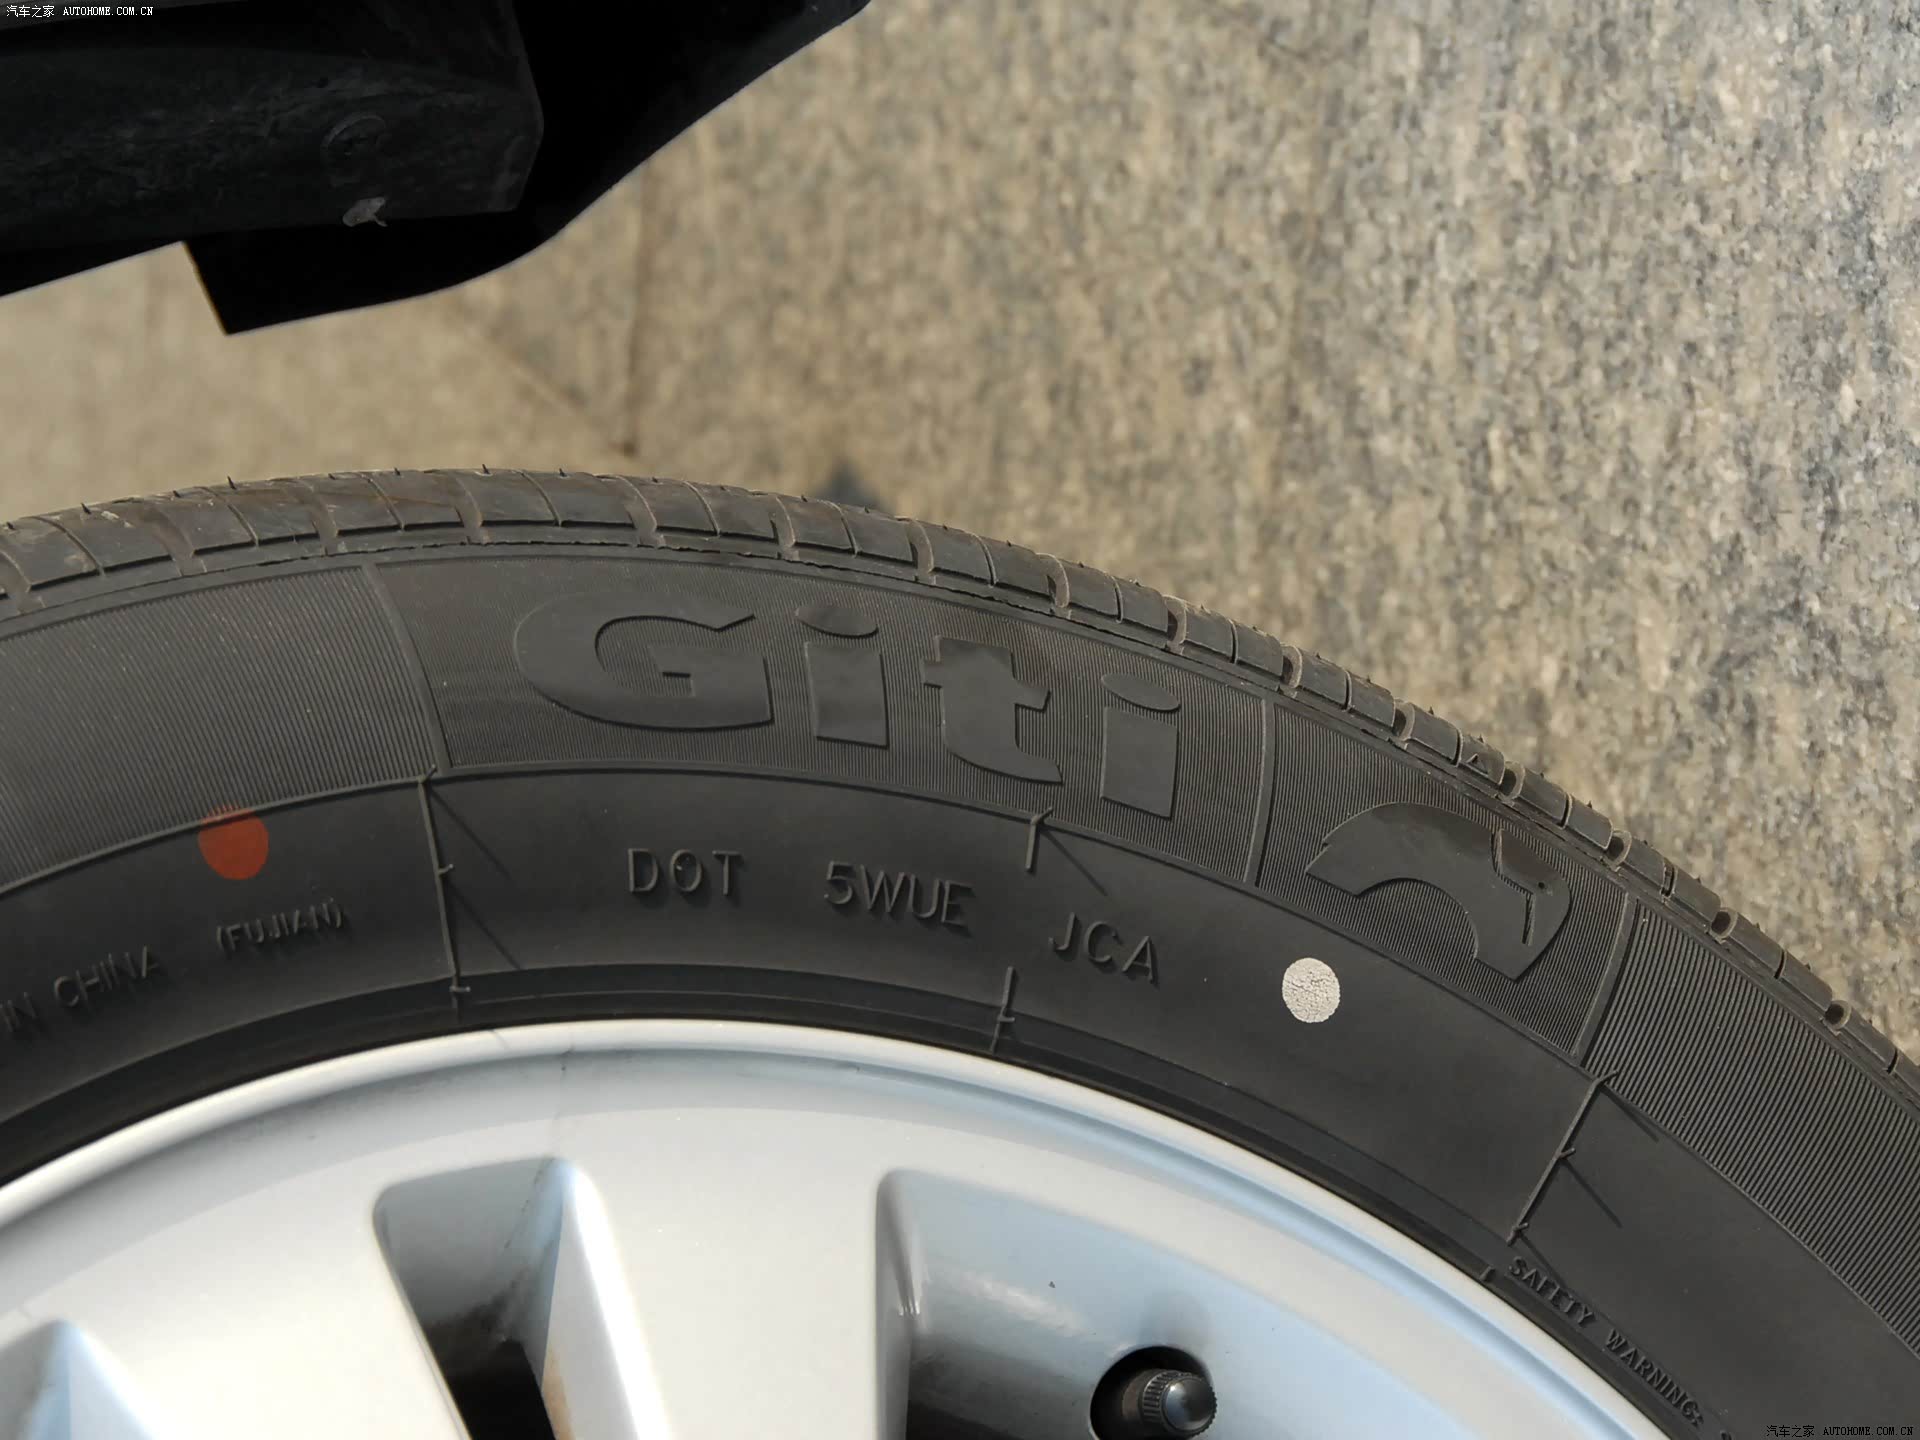 汽车之家 AUTOHOME.COM.CN
Giti
DOT 5WUE JCA
IN CHINA (FUJIAN)
SAFETY WARNING:
汽车之家 AUTOHOME.COM.CN